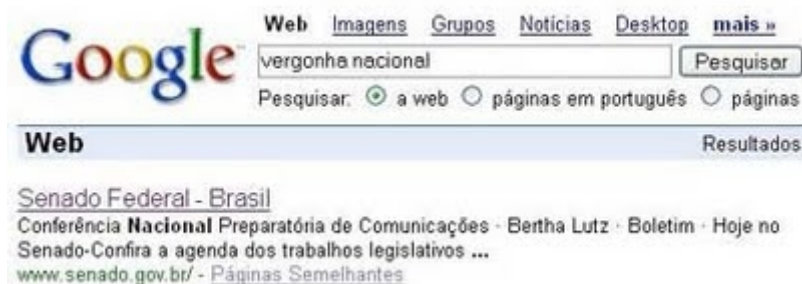 Google
Web Imagens Grupos Notícias Desktop mais »
vergonha nacional Pesquisar
Pesquisar: a web páginas em português páginas
Web Resultados
Senado Federal - Brasil
Conferência Nacional Preparatória de Comunicações · Bertha Lutz · Boletim · Hoje no
Senado-Confira a agenda dos trabalhos legislativos ...
www.senado.gov.br/ - Páginas Semelhantes